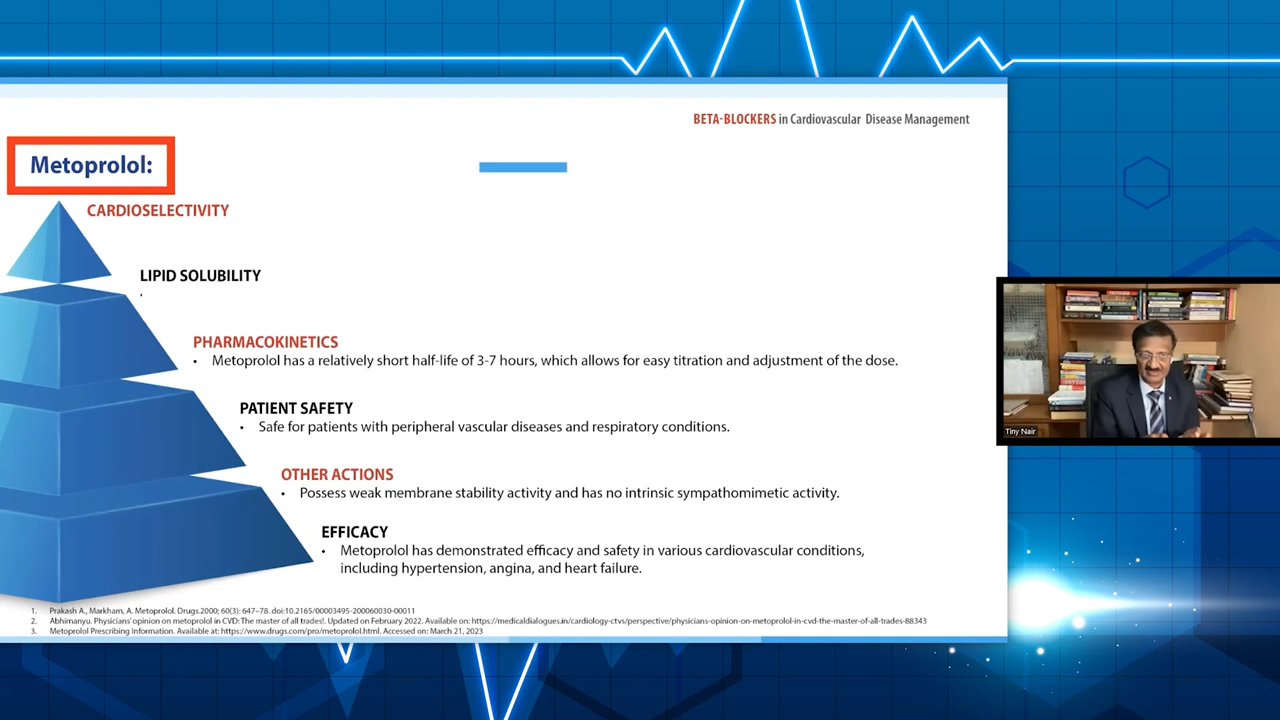 BETA-BLOCKERS in Cardiovascular Disease Management
Metoprolol:
CARDIOSELECTIVITY
LIPID SOLUBILITY
PHARMACOKINETICS
• Metoprolol has a relatively short half-life of 3-7 hours, which allows for easy titration and adjustment of the dose.
PATIENT SAFETY
• Safe for patients with peripheral vascular diseases and respiratory conditions.
OTHER ACTIONS
• Possess weak membrane stability activity and has no intrinsic sympathomimetic activity.
EFFICACY
• Metoprolol has demonstrated efficacy and safety in various cardiovascular conditions,
including hypertension, angina, and heart failure.
1. Prakash A., Markham, A. Metoprolol. Drugs.2000; 60(3): 647–78. doi:10.2165/00003495-200060030-00011
2. Abhimanyu. Physicians' opinion on metoprolol in CVD: The master of all trades!. Updated on February 2022. Available on: https://medicaldialogues.in/cardiology-ctvs/perspective/physicians-opinion-on-metoprolol-in-cvd-the-master-of-all-trades-88343
3. Metoprolol Prescribing Information. Available at: https://www.drugs.com/pro/metoprolol.html. Accessed on: March 21, 2023
Tiny Nair